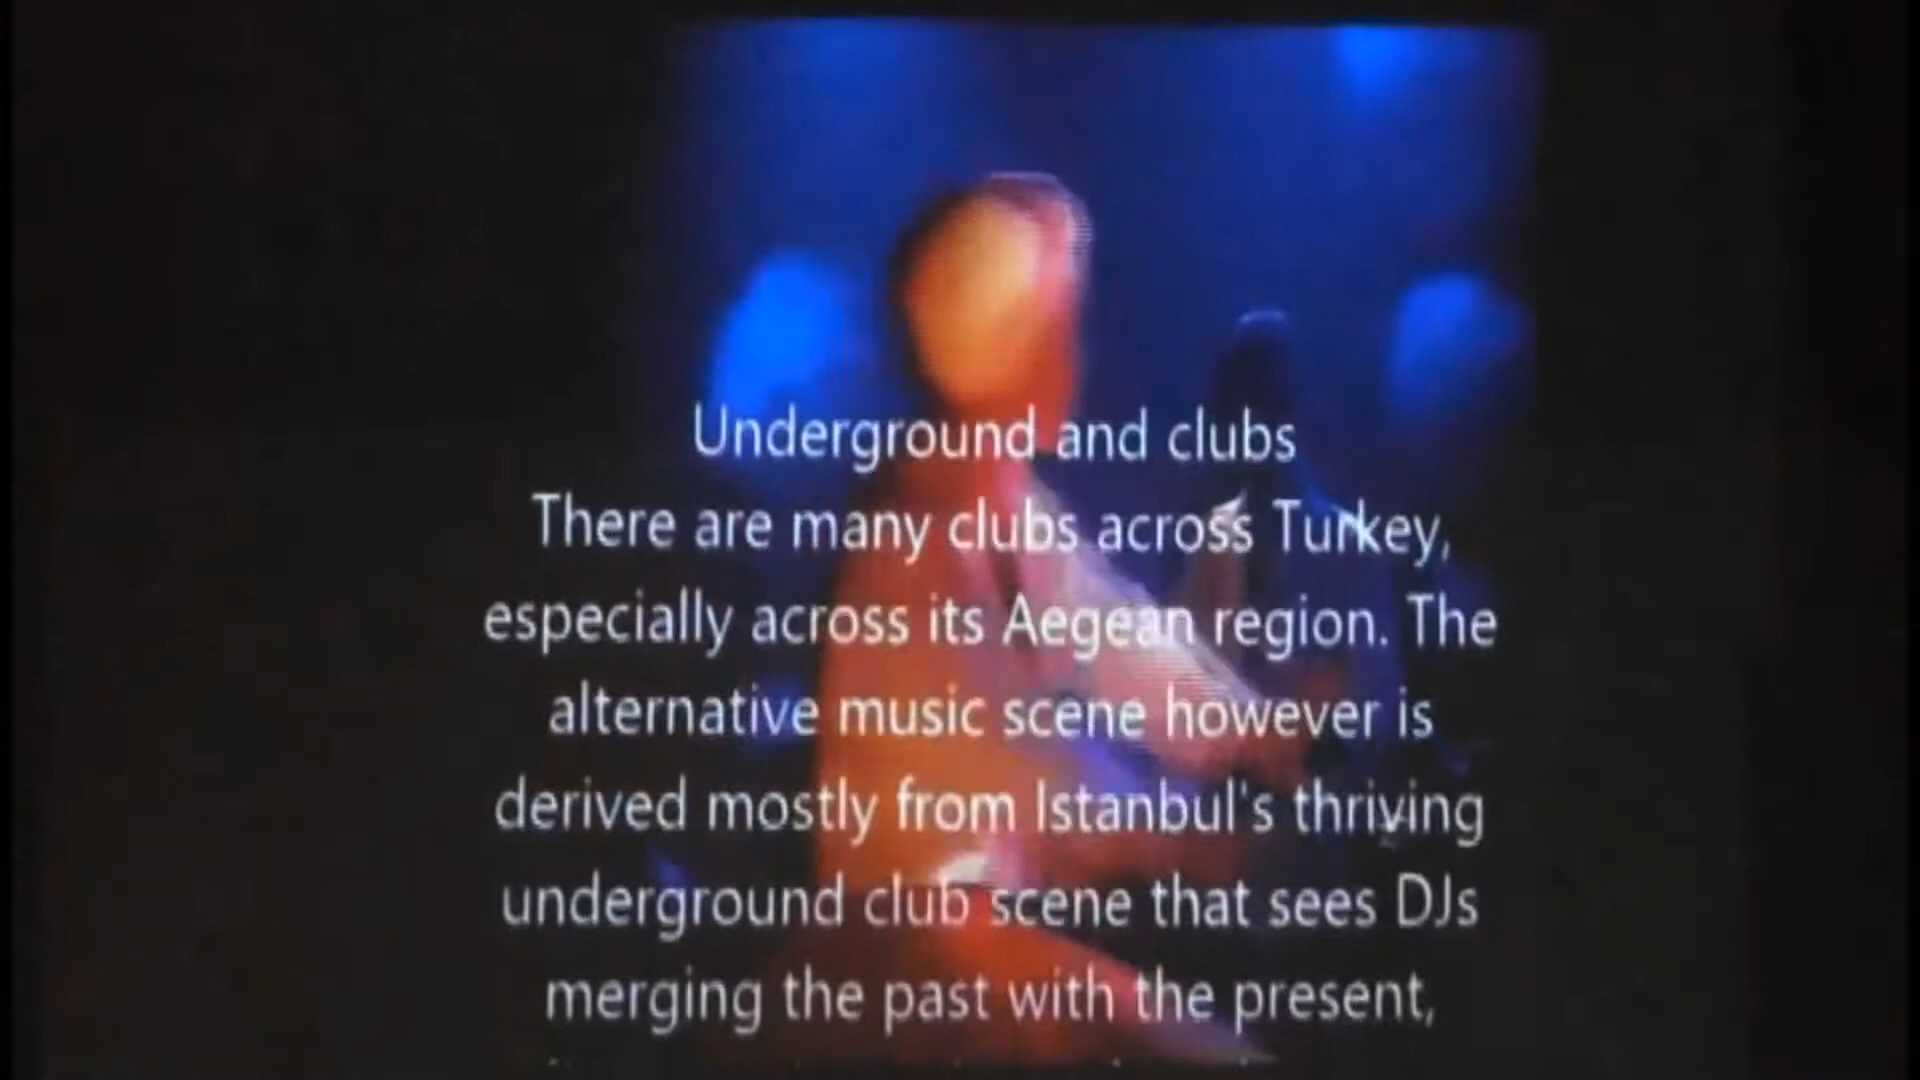 Underground and clubs
There are many clubs across Turkey,
especially across its Aegean region. The
alternative music scene however is
derived mostly from Istanbul's thriving
underground club scene that sees DJs
merging the past with the present,